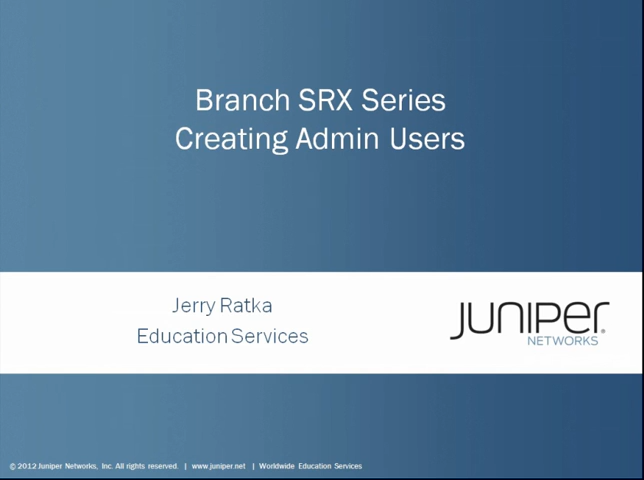 Branch SRX Series
Creating Admin Users
Jerry Ratka
Education Services
JUNIPer®
NETWORKS
© 2012 Juniper Networks, Inc. All rights reserved. | www.juniper.net | Worldwide Education Services